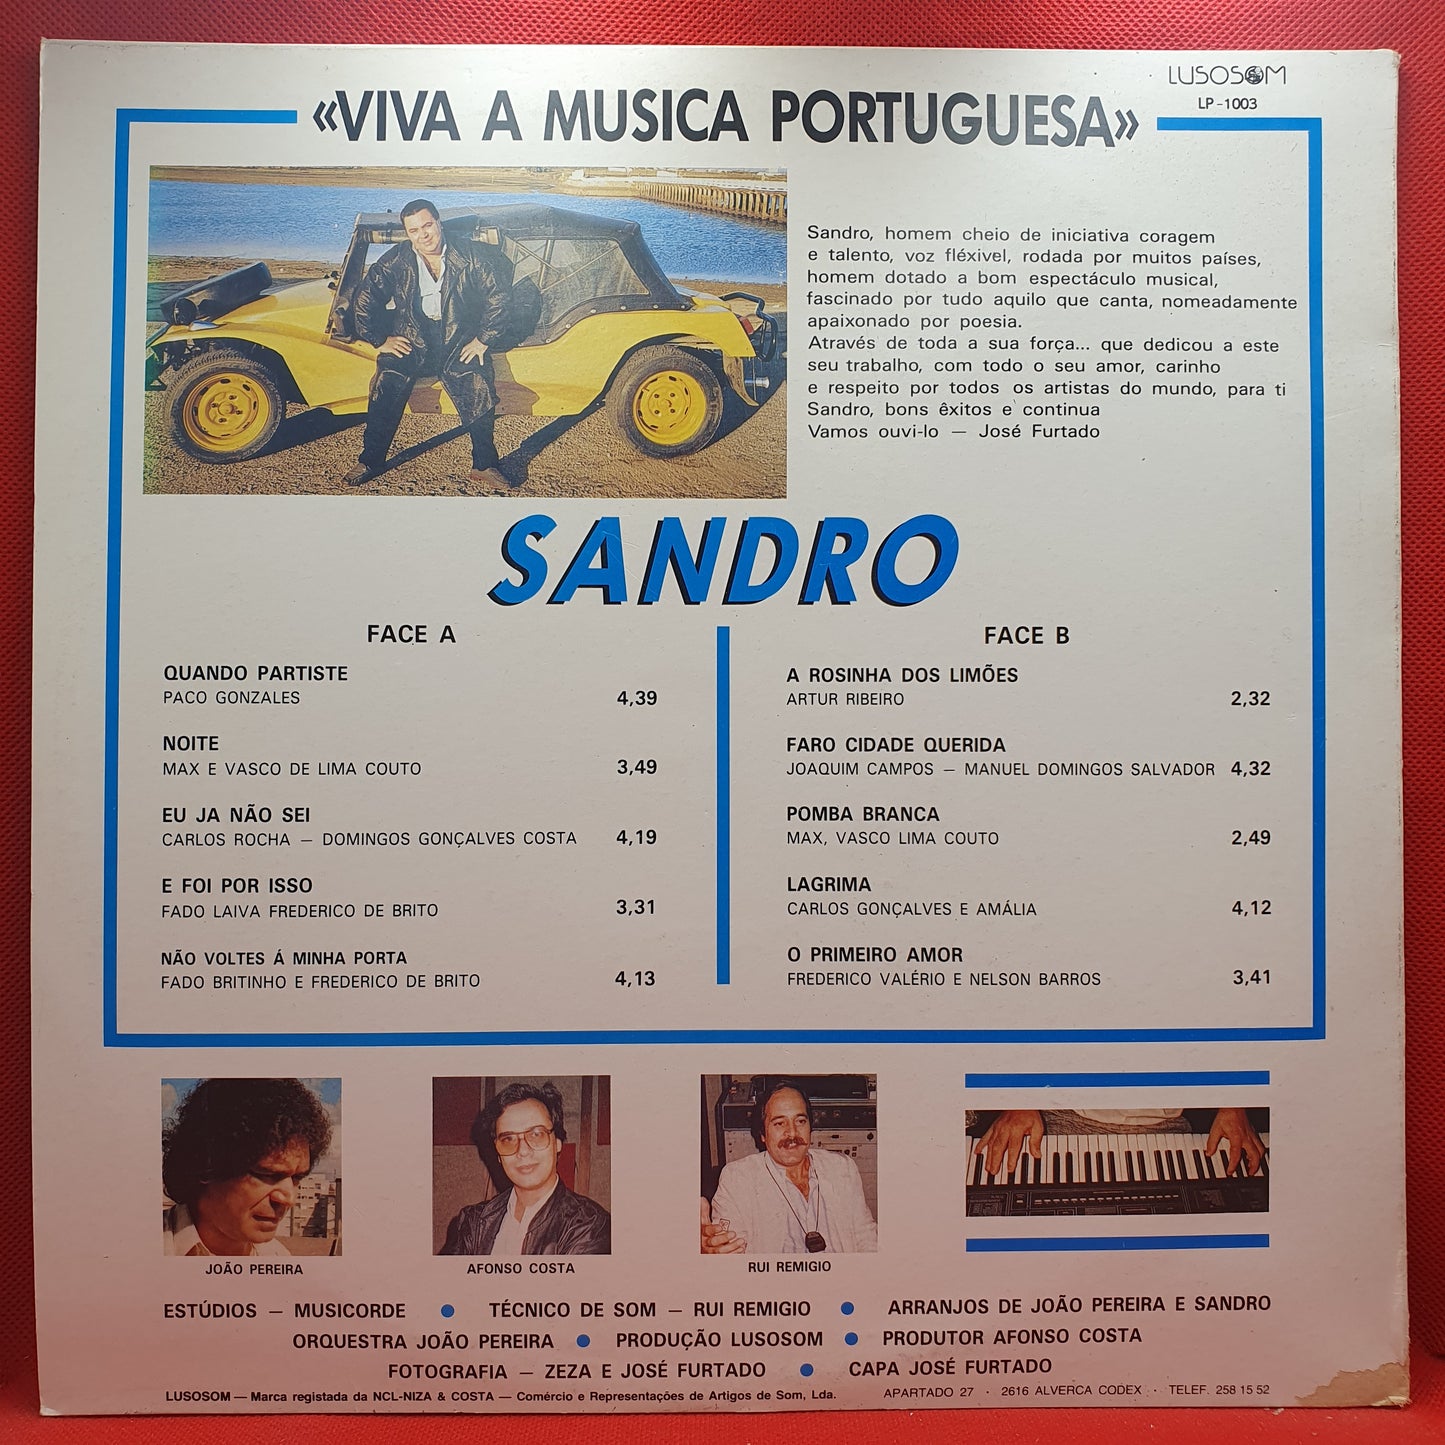 LUSOSOM
LP-1003
«VIVA A MUSICA PORTUGUESA»
Sandro, homem cheio de iniciativa coragem
e talento, voz fléxivel, rodada por muitos países,
homem dotado a bom espectáculo musical,
fascinado por tudo aquilo que canta, nomeadamente
apaixonado por poesia.
Através de toda a sua força... que dedicou a este
seu trabalho, com todo o seu amor, carinho
e respeito por todos os artistas do mundo, para ti
Sandro, bons êxitos e continua
Vamos ouvi-lo — José Furtado
SANDRO
FACE A
QUANDO PARTISTE
PACO GONZALES 4,39
NOITE
MAX E VASCO DE LIMA COUTO 3,49
EU JA NÃO SEI
CARLOS ROCHA — DOMINGOS GONÇALVES COSTA 4,19
E FOI POR ISSO
FADO LAIVA FREDERICO DE BRITO 3,31
NÃO VOLTES Á MINHA PORTA
FADO BRITINHO E FREDERICO DE BRITO 4,13
FACE B
A ROSINHA DOS LIMÕES
ARTUR RIBEIRO 2,32
FARO CIDADE QUERIDA
JOAQUIM CAMPOS — MANUEL DOMINGOS SALVADOR 4,32
POMBA BRANCA
MAX, VASCO LIMA COUTO 2,49
LAGRIMA
CARLOS GONÇALVES E AMÁLIA 4,12
O PRIMEIRO AMOR
FREDERICO VALÉRIO E NELSON BARROS 3,41
JOÃO PEREIRA
AFONSO COSTA
RUI REMIGIO
ESTÚDIOS — MUSICORDE ● TÉCNICO DE SOM — RUI REMIGIO ● ARRANJOS DE JOÃO PEREIRA E SANDRO
ORQUESTRA JOÃO PEREIRA ● PRODUÇÃO LUSOSOM ● PRODUTOR AFONSO COSTA
FOTOGRAFIA — ZEZA E JOSÉ FURTADO ● CAPA JOSÉ FURTADO
LUSOSOM — Marca registada da NCL-NIZA & COSTA — Comércio e Representações de Artigos de Som, Lda. APARTADO 27 · 2616 ALVERCA CODEX · TELEF. 258 15 52